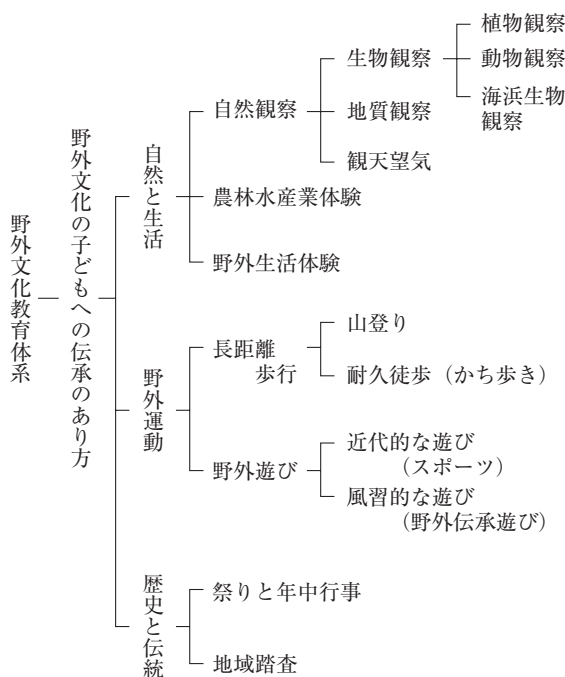 野外文化教育体系
野外文化の子どもへの伝承のあり方
自然と生活
自然観察
生物観察
植物観察
動物観察
海浜生物
観察
地質観察
観天望気
農林水産業体験
野外生活体験
野外運動
長距離
歩行
山登り
耐久徒歩（かち歩き）
野外遊び
近代的な遊び
（スポーツ）
風習的な遊び
（野外伝承遊び）
歴史と伝統
祭りと年中行事
地域踏査